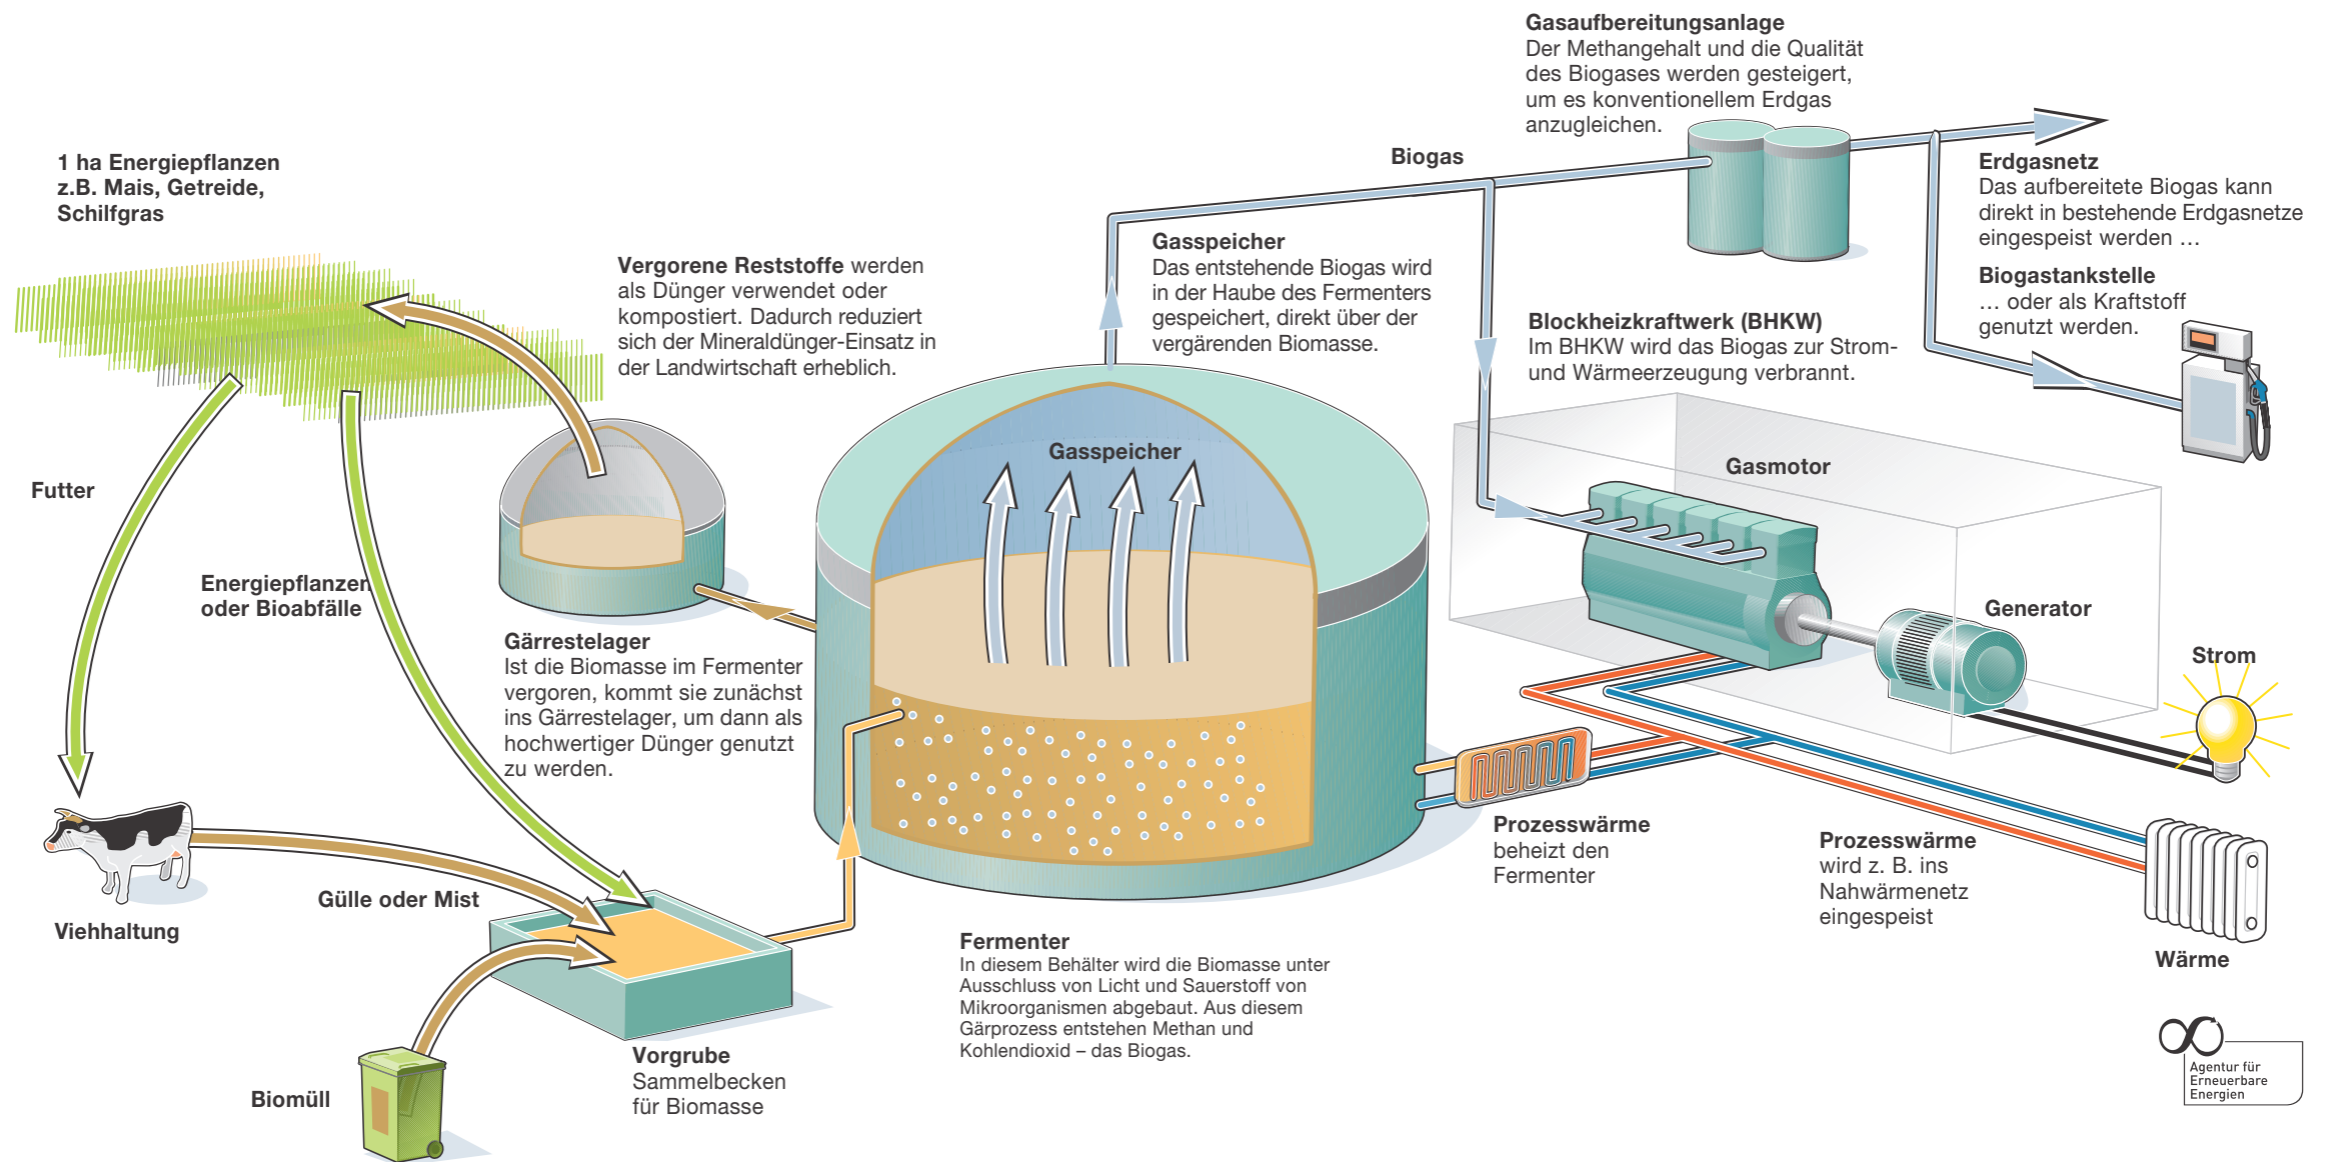 Gasaufbereitungsanlage
Der Methangehalt und die Qualität
des Biogases werden gesteigert,
um es konventionellem Erdgas
anzugleichen.
Biogas
1 ha Energiepflanzen
z.B. Mais, Getreide,
Schilfgras
Erdgasnetz
Das aufbereitete Biogas kann
direkt in bestehende Erdgasnetze
eingespeist werden …
Biogastankstelle
… oder als Kraftstoff
genutzt werden.
Vergorene Reststoffe werden
als Dünger verwendet oder
kompostiert. Dadurch reduziert
sich der Mineraldünger-Einsatz in
der Landwirtschaft erheblich.
Gasspeicher
Das entstehende Biogas wird
in der Haube des Fermenters
gespeichert, direkt über der
vergärenden Biomasse.
Blockheizkraftwerk (BHKW)
Im BHKW wird das Biogas zur Strom-
und Wärmeerzeugung verbrannt.
Gasspeicher
Gasmotor
Futter
Energiepflanzen
oder Bioabfälle
Generator
Strom
Gärrestelager
Ist die Biomasse im Fermenter
vergoren, kommt sie zunächst
ins Gärrestelager, um dann als
hochwertiger Dünger genutzt
zu werden.
Prozesswärme
beheizt den
Fermenter
Prozesswärme
wird z. B. ins
Nahwärmenetz
eingespeist
Gülle oder Mist
Viehhaltung
Wärme
Fermenter
In diesem Behälter wird die Biomasse unter
Ausschluss von Licht und Sauerstoff von
Mikroorganismen abgebaut. Aus diesem
Gärprozess entstehen Methan und
Kohlendioxid – das Biogas.
Vorgrube
Sammelbecken
für Biomasse
Biomüll
Agentur für
Erneuerbare
Energien